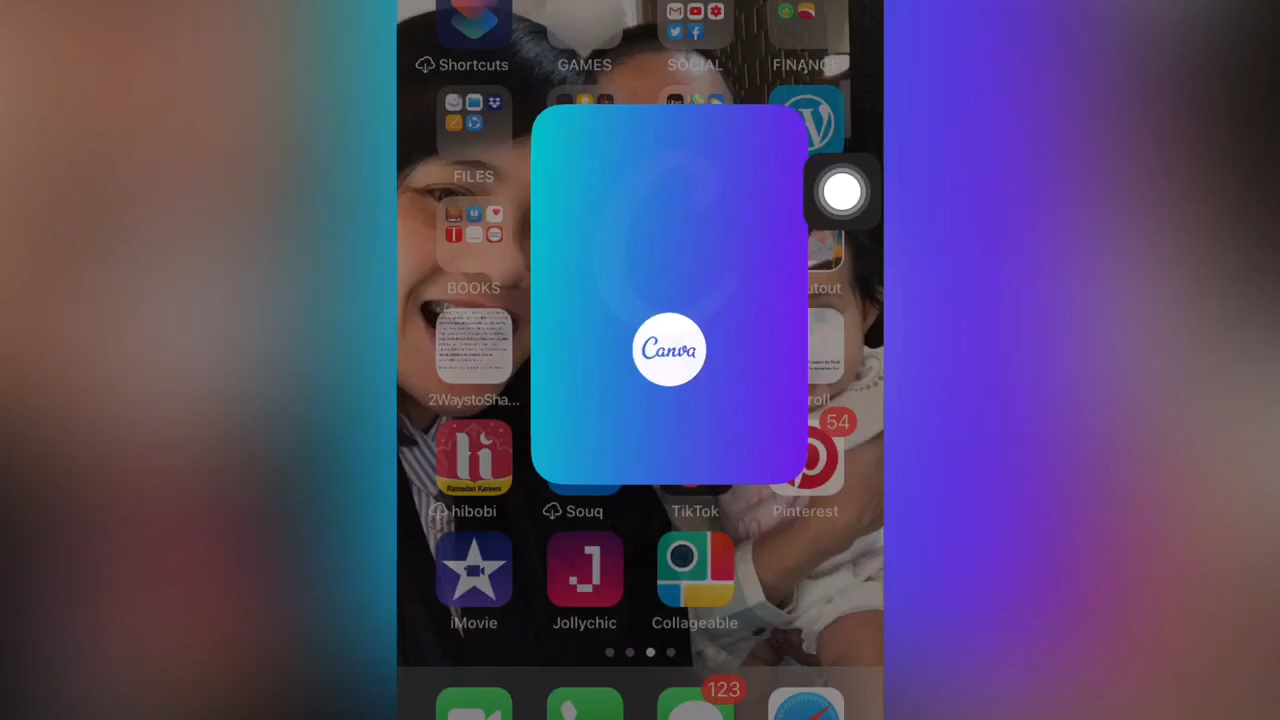 Shortcuts GAMES SOCIAL FINANCE
FILES
BOOKS utout
Canva
2WaystoSha... roll
54
Ramadan Kareem
hibobi Souq TikTok Pinterest
iMovie Jollychic Collageable
123